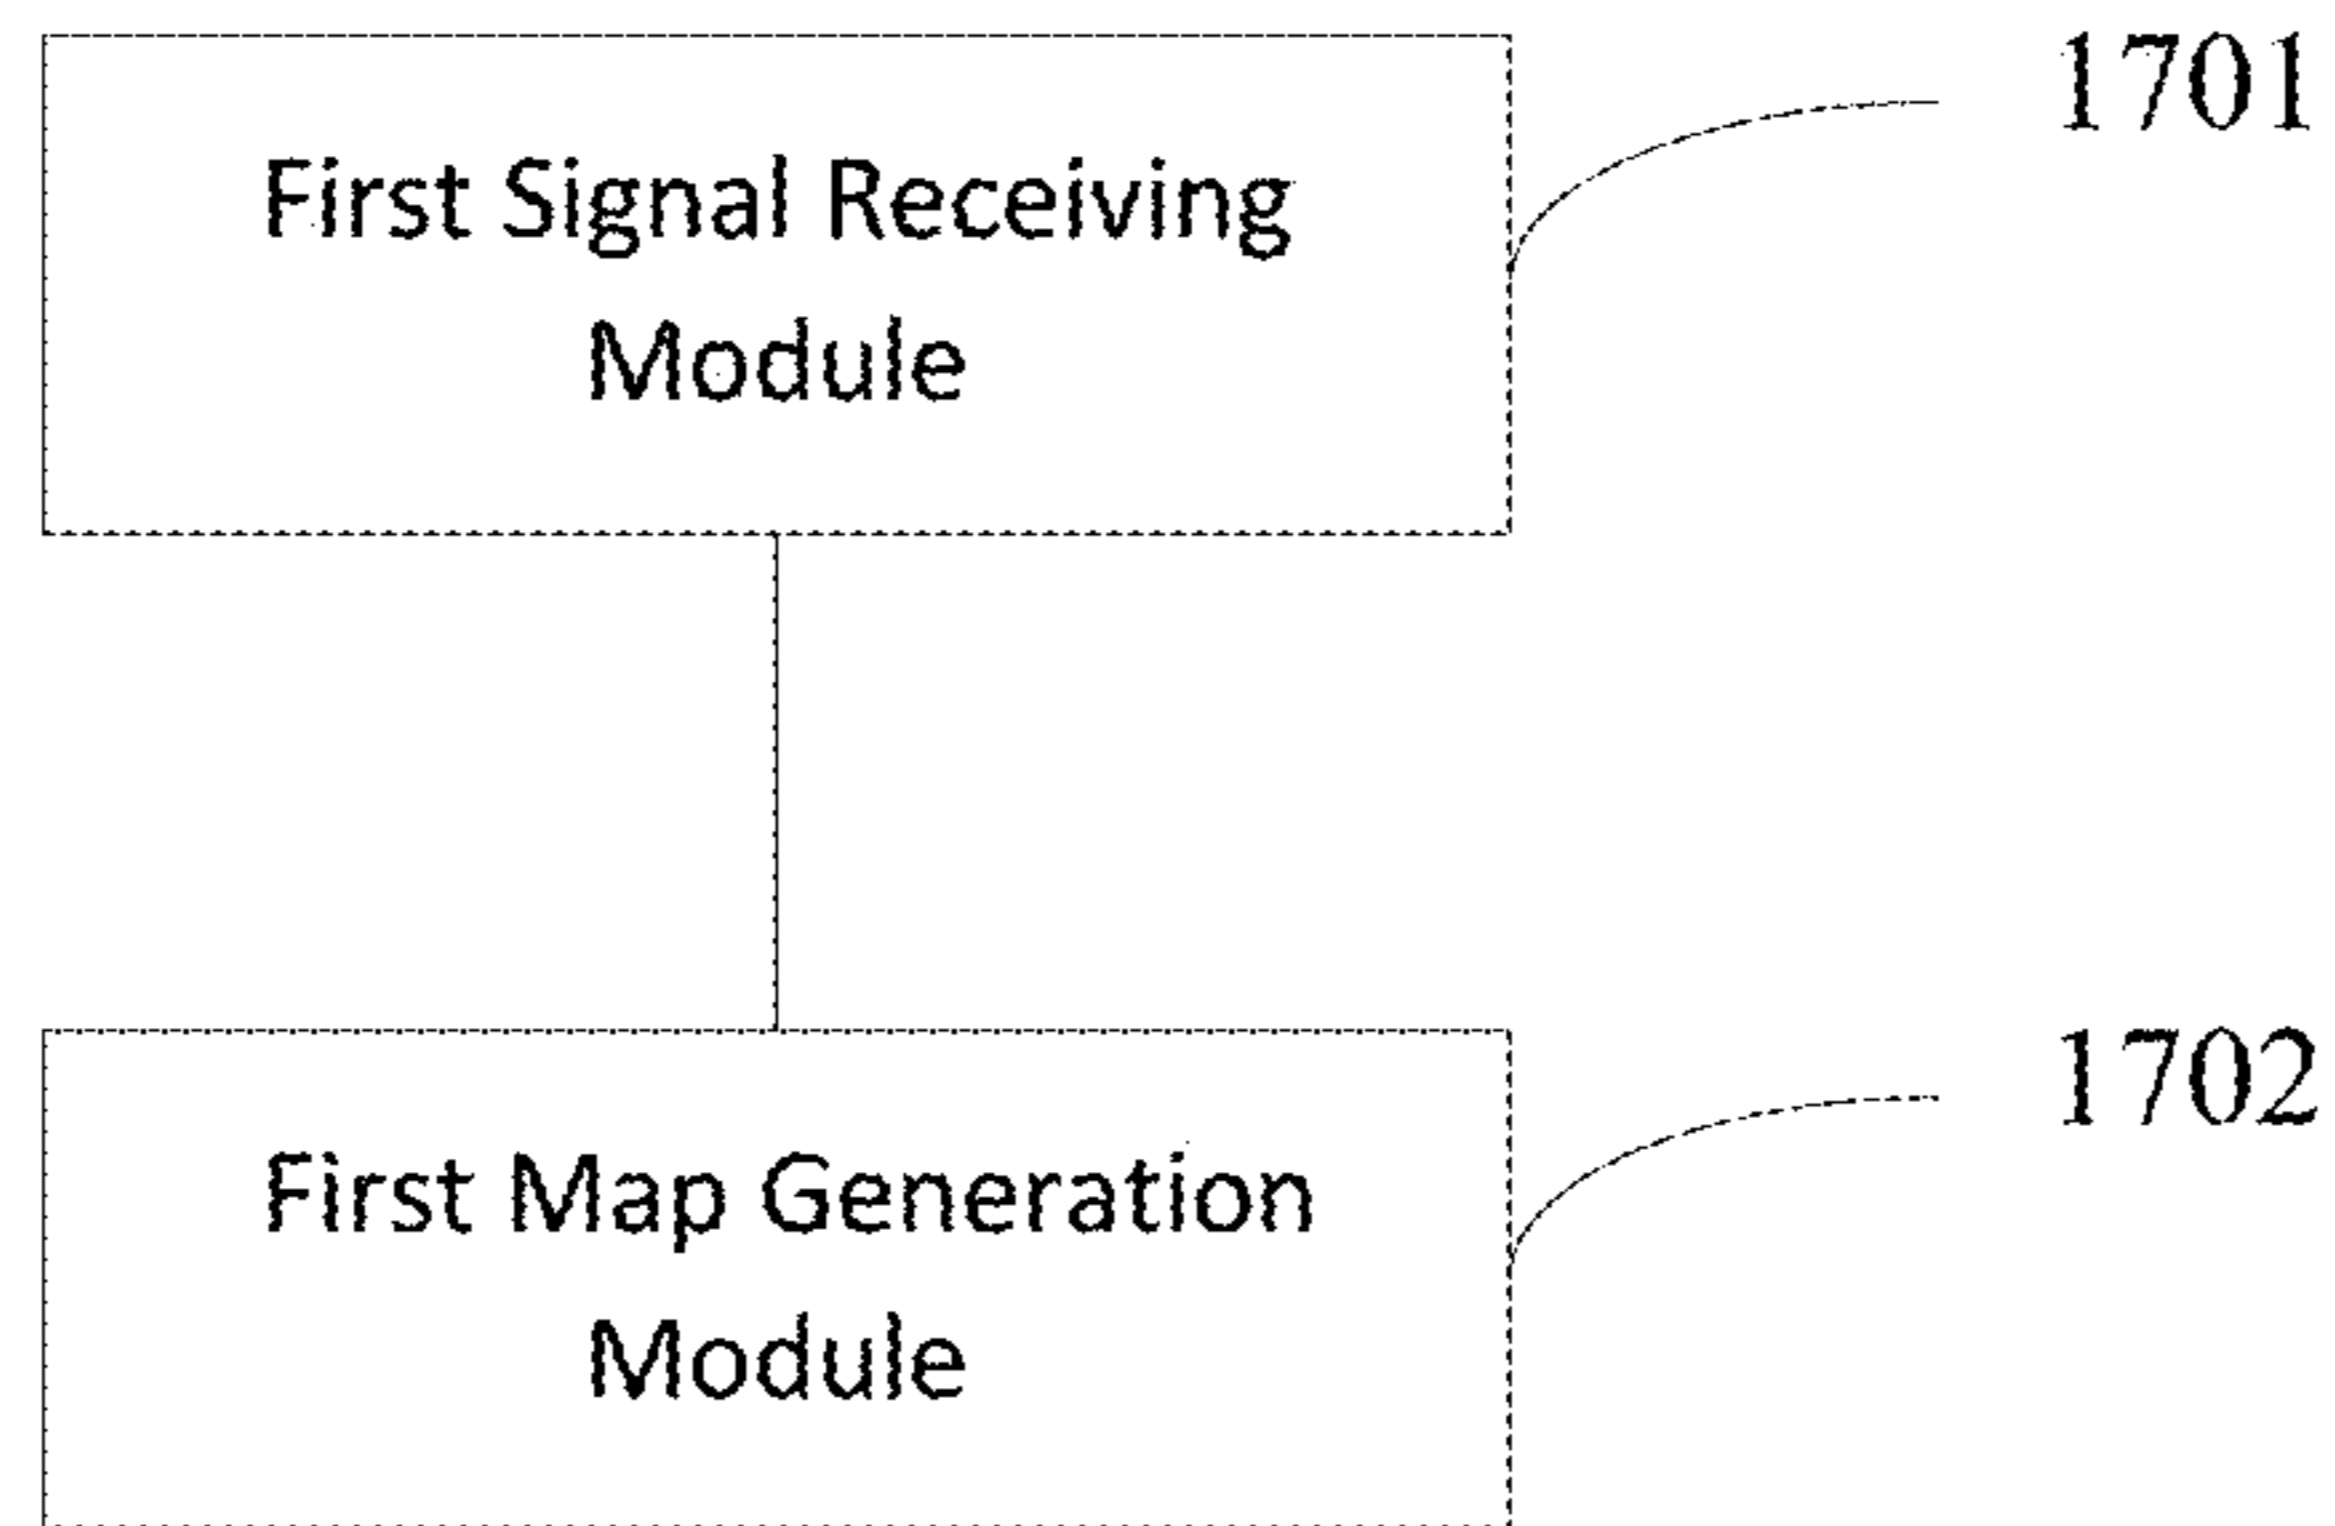 1701
First Signal Receiving
Module
1702
First Map Generation
Module